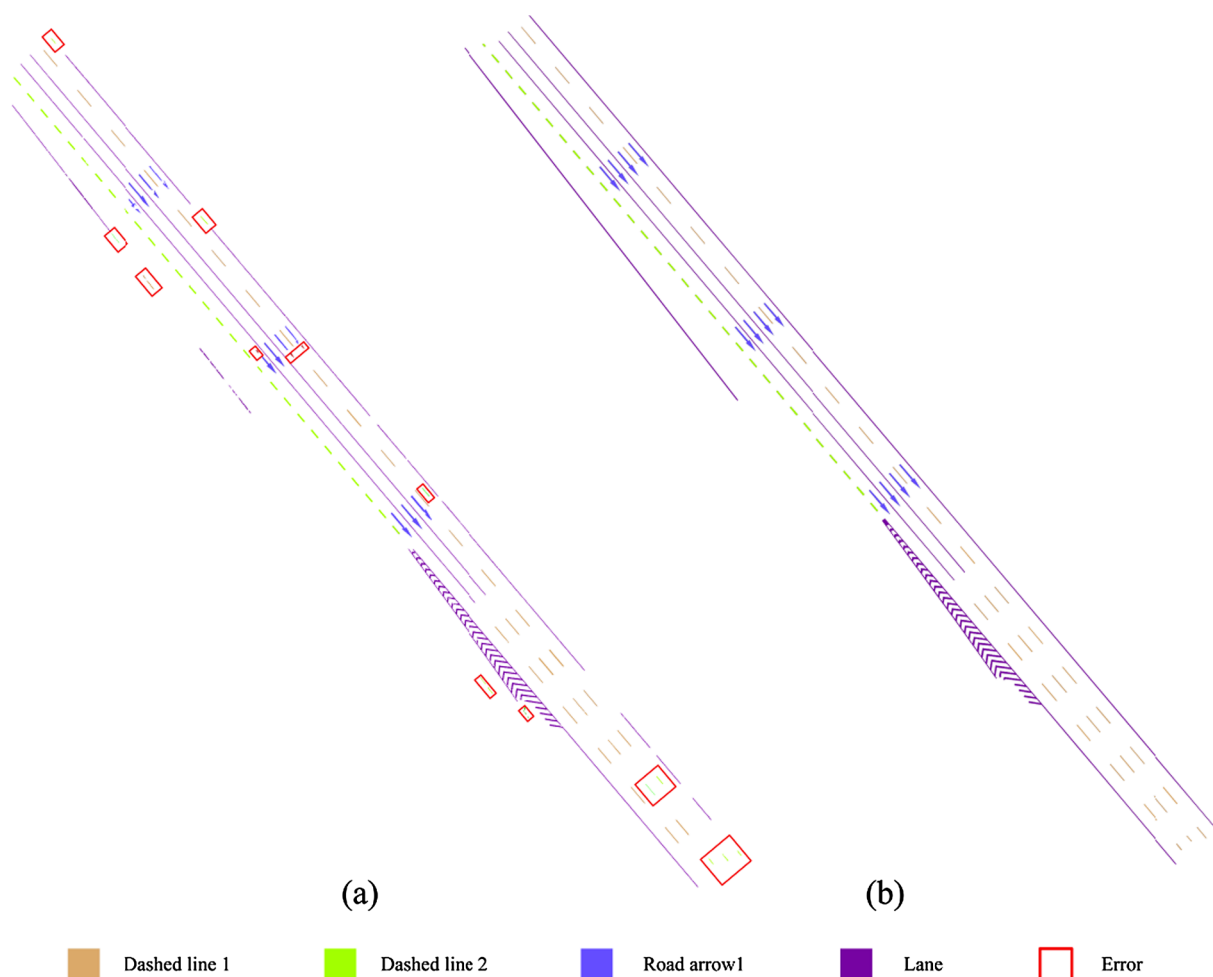 (a)
(b)
Dashed line 1
Dashed line 2
Road arrow1
Lane
Error